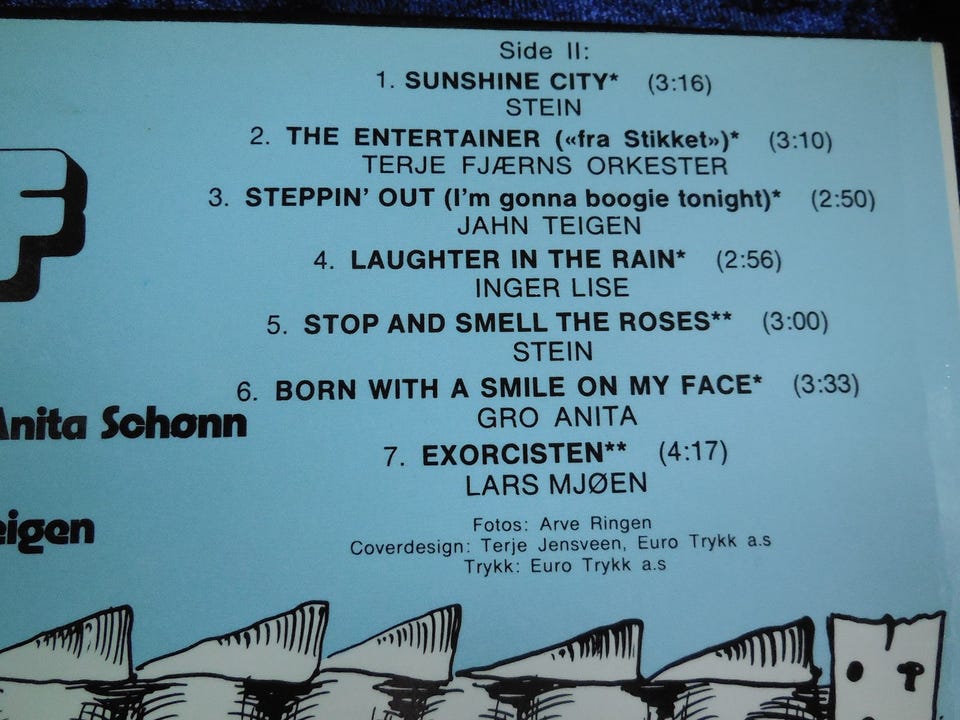 Side II:
1. SUNSHINE CITY* (3:16)
STEIN
2. THE ENTERTAINER («fra Stikket»)* (3:10)
TERJE FJÆRNS ORKESTER
3. STEPPIN' OUT (I'm gonna boogie tonight)* (2:50)
JAHN TEIGEN
4. LAUGHTER IN THE RAIN* (2:56)
INGER LISE
5. STOP AND SMELL THE ROSES** (3:00)
STEIN
6. BORN WITH A SMILE ON MY FACE* (3:33)
GRO ANITA
7. EXORCISTEN** (4:17)
LARS MJØEN
Fotos: Arve Ringen
Coverdesign: Terje Jensveen, Euro Trykk a.s
Trykk: Euro Trykk a.s
F
Anita Schønn
eigen